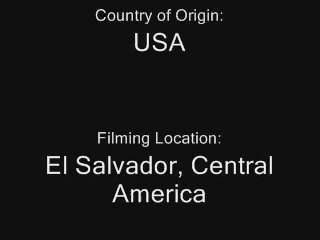 Country of Origin:
USA
Filming Location:
El Salvador, Central
America